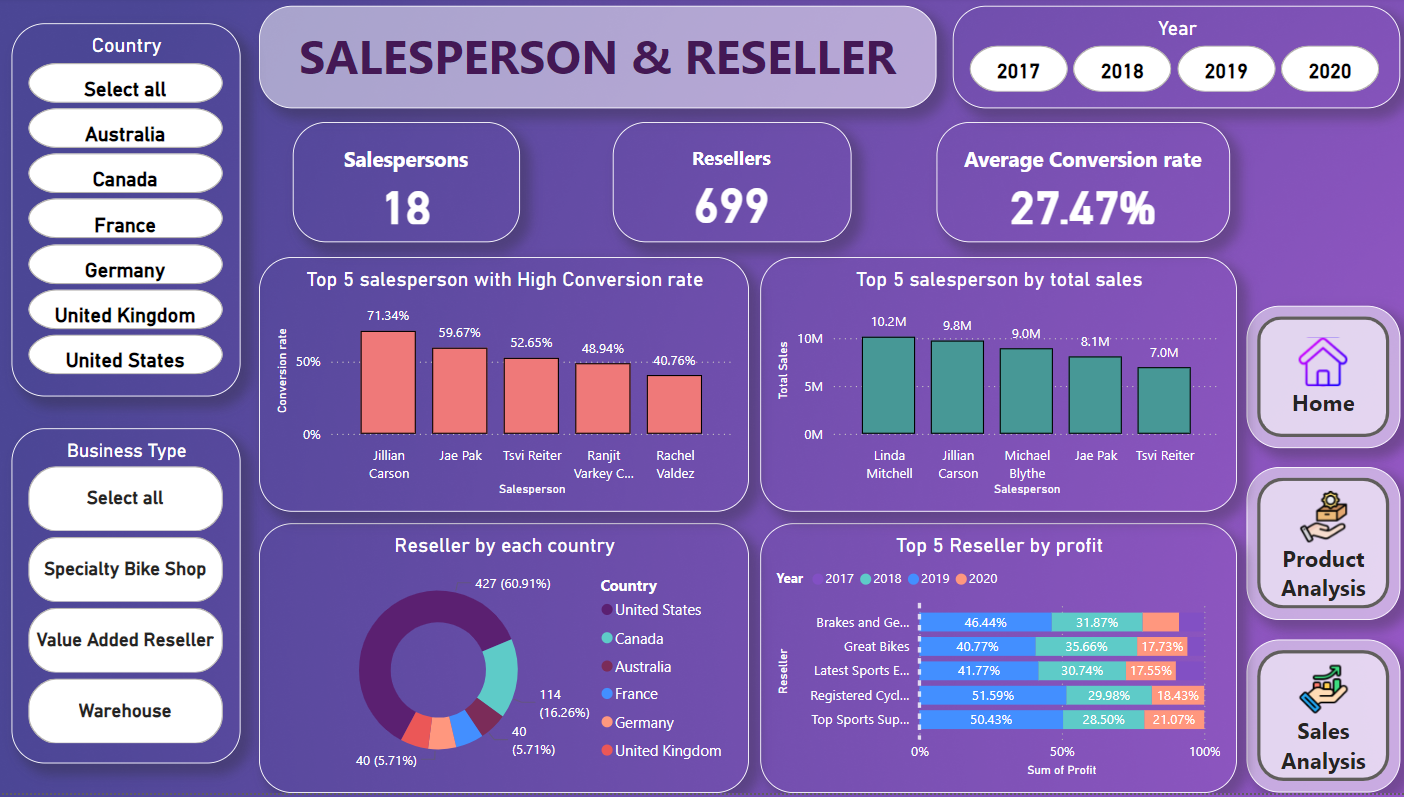 Country
Select all
Australia
Canada
France
Germany
United Kingdom
United States
Business Type
Select all
Specialty Bike Shop
Value Added Reseller
Warehouse
SALESPERSON & RESELLER
Year
2017 2018 2019 2020
Salespersons
18
Resellers
699
Average Conversion rate
27.47%
Top 5 salesperson with High Conversion rate
Conversion rate
50%
0%
71.34%
59.67%
52.65%
48.94%
40.76%
Jillian
Carson
Jae Pak
Tsvi Reiter
Ranjit
Varkey C...
Rachel
Valdez
Salesperson
Top 5 salesperson by total sales
Total Sales
10M
5M
0M
10.2M
9.8M
9.0M
8.1M
7.0M
Linda
Mitchell
Jillian
Carson
Michael
Blythe
Jae Pak
Tsvi Reiter
Salesperson
Reseller by each country
427 (60.91%)
114
(16.26%)
40
(5.71%)
40 (5.71%)
Country
United States
Canada
Australia
France
Germany
United Kingdom
Top 5 Reseller by profit
Year 2017 2018 2019 2020
Reseller
Brakes and Ge... 46.44% 31.87%
Great Bikes 40.77% 35.66% 17.73%
Latest Sports E... 41.77% 30.74% 17.55%
Registered Cycl... 51.59% 29.98% 18.43%
Top Sports Sup... 50.43% 28.50% 21.07%
0% 50% 100%
Sum of Profit
Home
Product
Analysis
Sales
Analysis